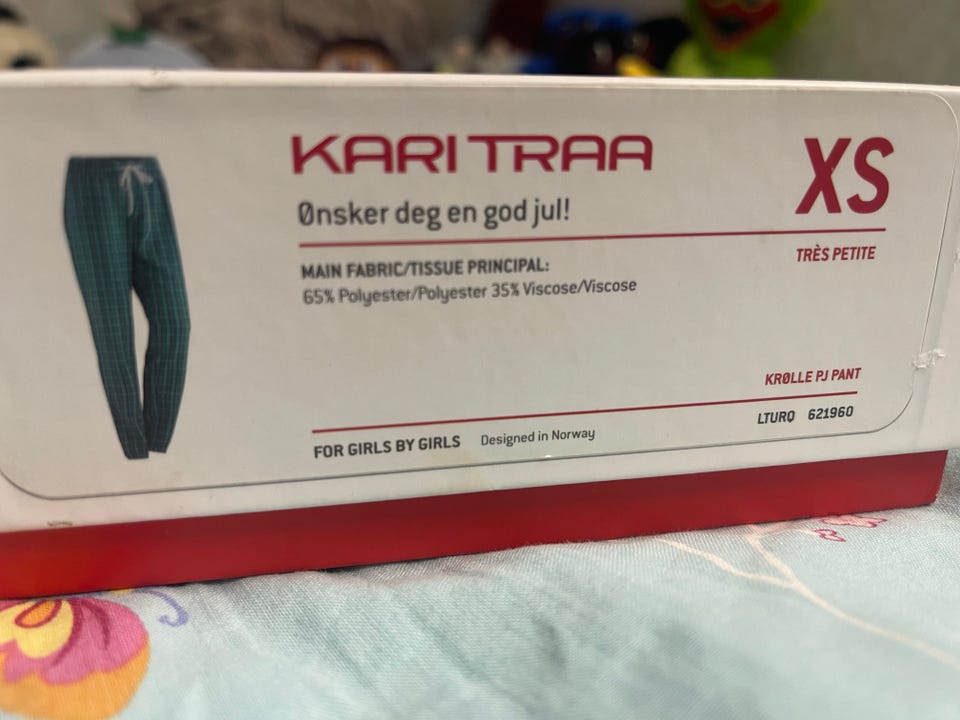 KARI TRAA
Ønsker deg en god jul!
XS
TRÈS PETITE
MAIN FABRIC/TISSUE PRINCIPAL:
65% Polyester/Polyester 35% Viscose/Viscose
KRØLLE PJ PANT
LTURQ 621960
FOR GIRLS BY GIRLS Designed in Norway